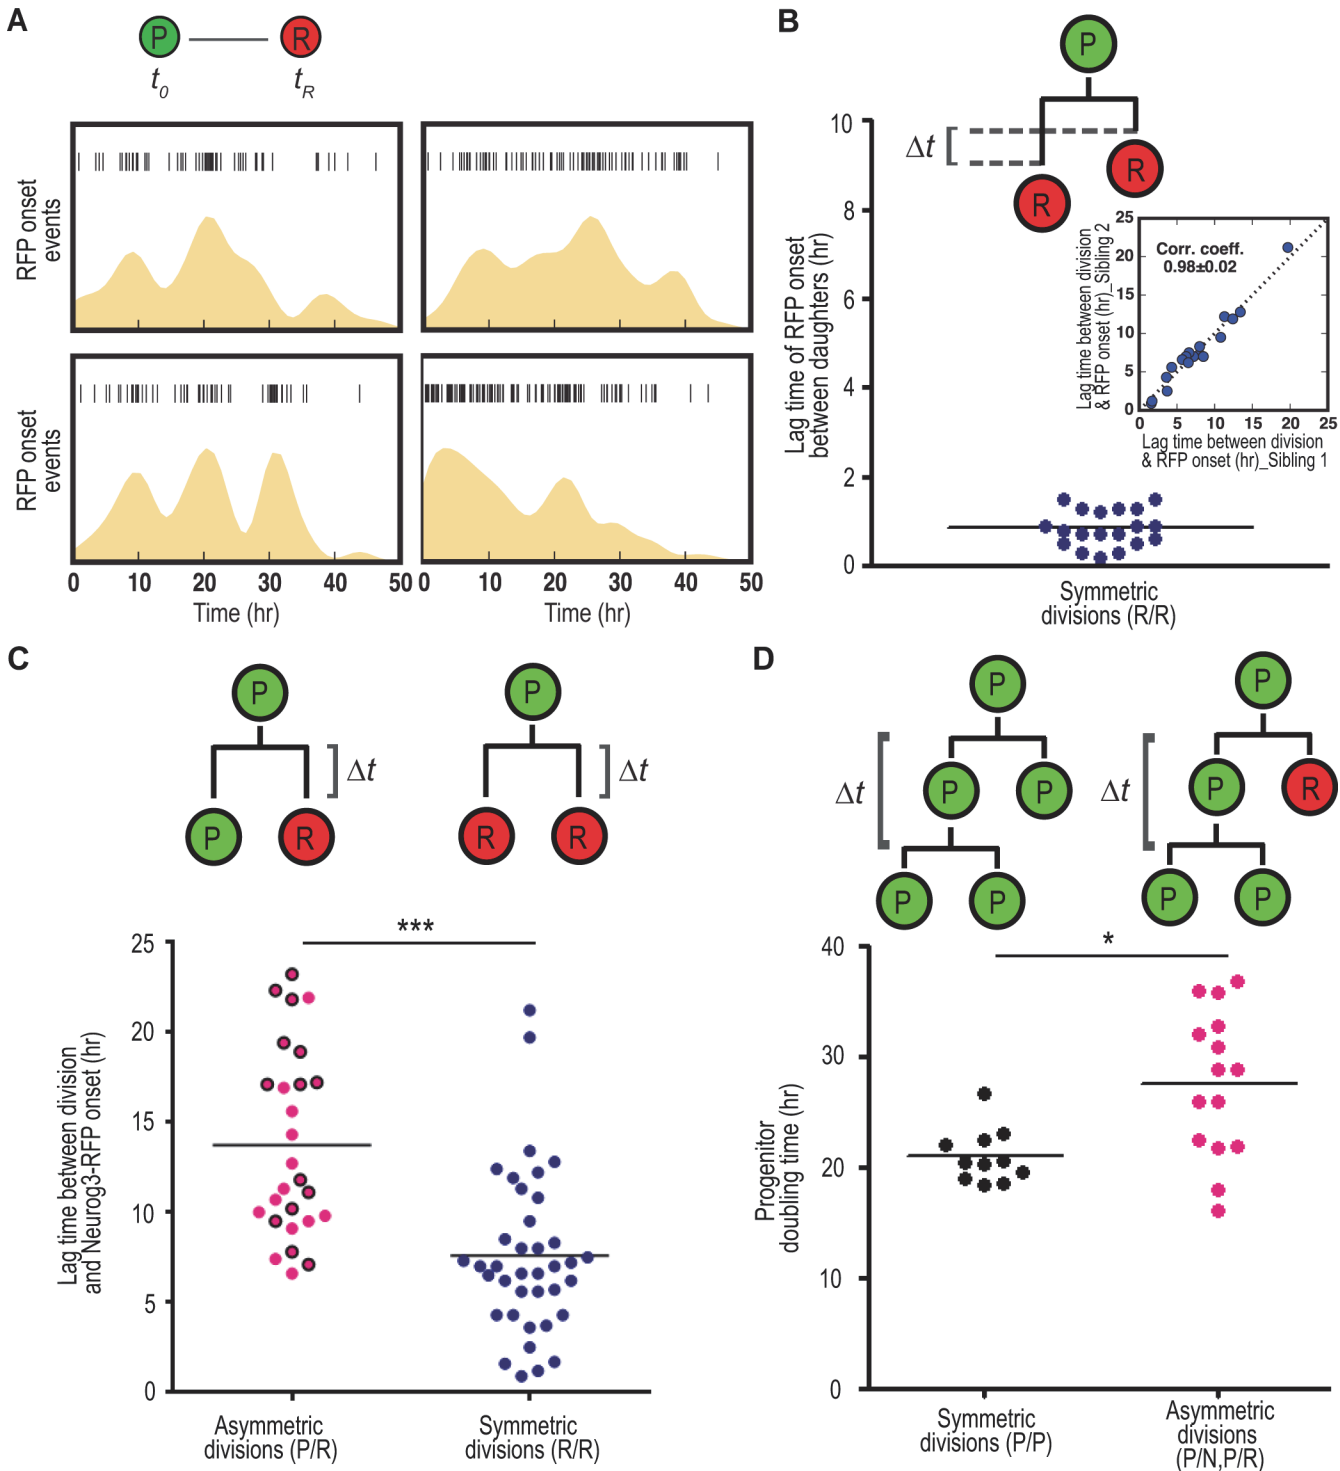 A
P
R
t0
tR
RFP onset
events
RFP onset
events
0
10
20
30
40
50
0
10
20
30
40
50
Time (hr)
Time (hr)
B
P
Δt
R
R
10
8
6
4
2
0
Lag time of RFP onset
between daughters (hr)
Corr. coeff.
0.98±0.02
25
20
15
10
5
0
Lag time between division
& RFP onset (hr)_Sibling 2
0
5
10
15
20
25
Lag time between division
& RFP onset (hr)_Sibling 1
Symmetric
divisions (R/R)
C
P
P
R
Δt
P
R
R
Δt
***
25
20
15
10
5
0
Lag time between division
and Neurog3-RFP onset (hr)
Asymmetric
divisions (P/R)
Symmetric
divisions (R/R)
D
P
P
P
P
P
Δt
P
P
R
P
P
Δt
*
40
30
20
10
0
Progenitor
doubling time (hr)
Symmetric
divisions (P/P)
Asymmetric
divisions
(P/N,P/R)